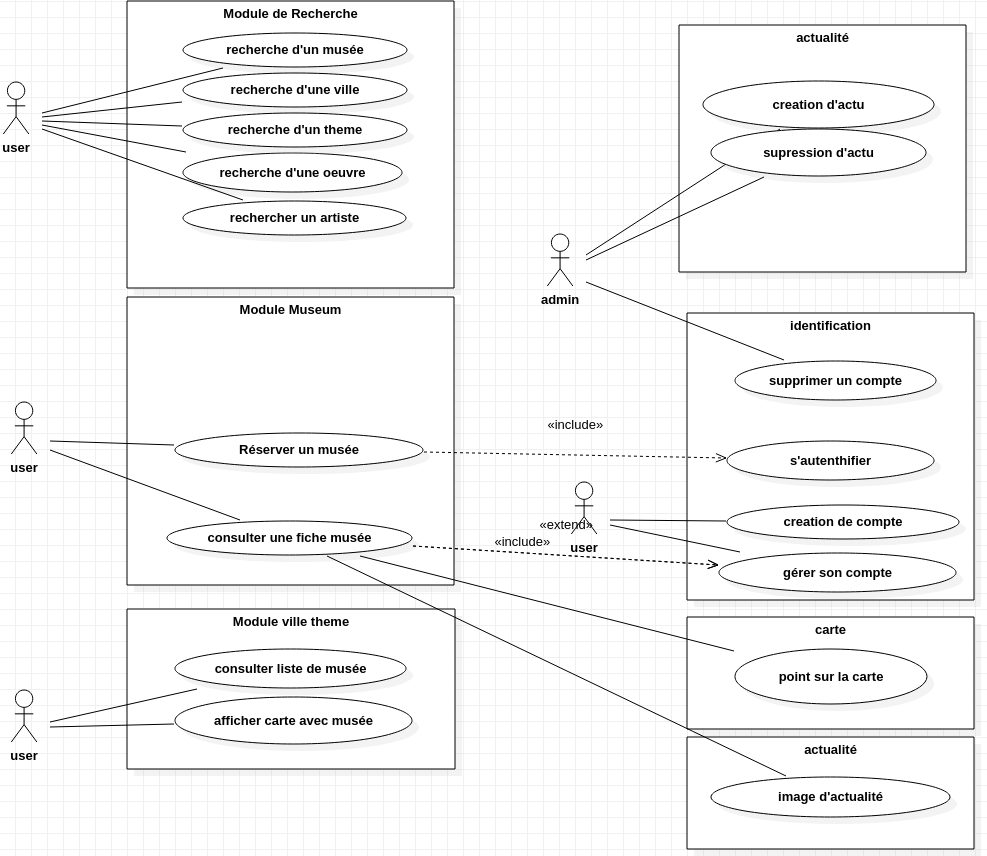 Module de Recherche
recherche d'un musée
recherche d'une ville
recherche d'un theme
recherche d'une oeuvre
rechercher un artiste
user
actualité
creation d'actu
supression d'actu
admin
Module Museum
Réserver un musée
consulter une fiche musée
user
«include»
«extend»
«include»
user
identification
supprimer un compte
s'autenthifier
creation de compte
gérer son compte
Module ville theme
consulter liste de musée
afficher carte avec musée
user
carte
point sur la carte
actualité
image d'actualité